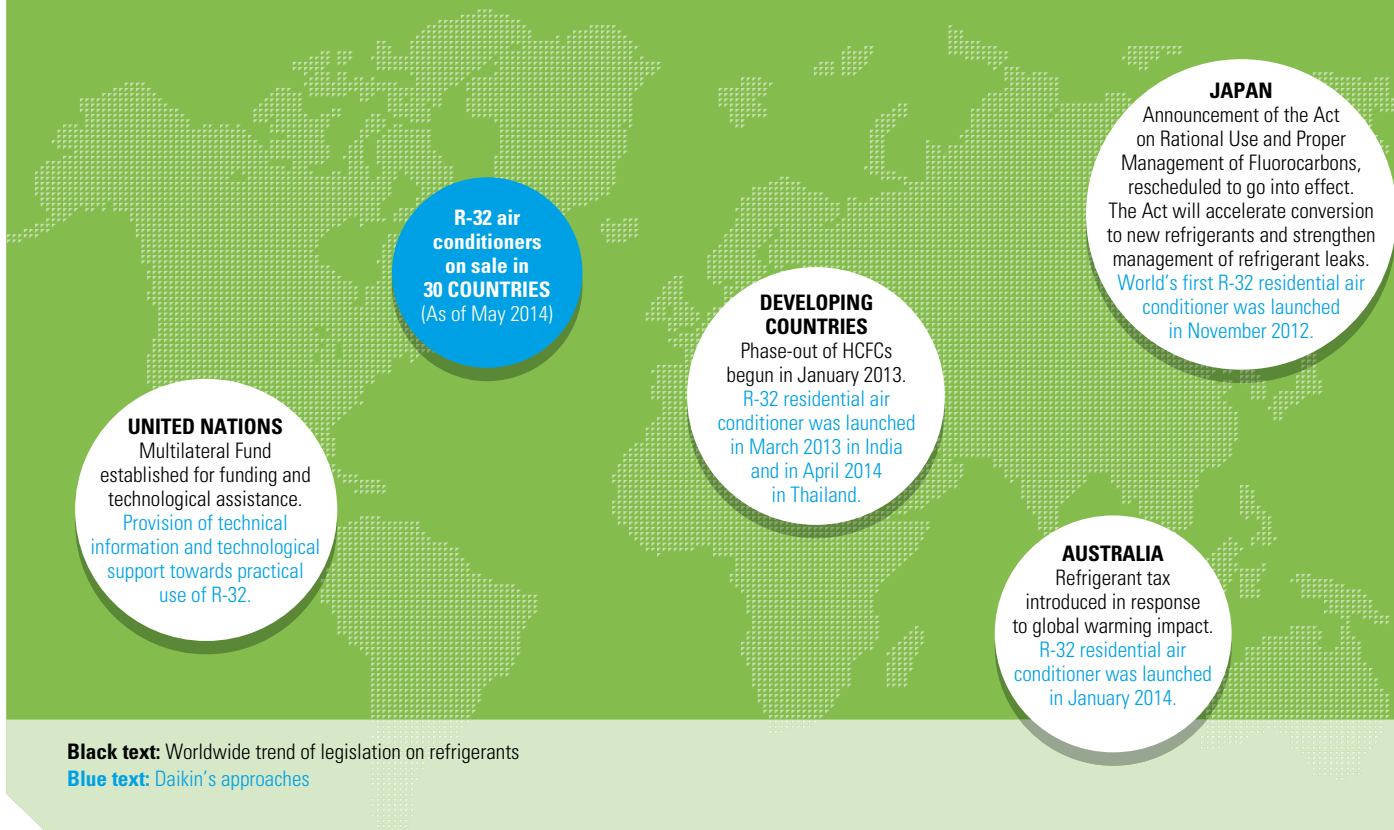 JAPAN
Announcement of the Act
on Rational Use and Proper
Management of Fluorocarbons,
rescheduled to go into effect.
The Act will accelerate conversion
to new refrigerants and strengthen
management of refrigerant leaks.
World's first R-32 residential air
conditioner was launched
in November 2012.
R-32 air
conditioners
on sale in
30 COUNTRIES
(As of May 2014)
DEVELOPING
COUNTRIES
Phase-out of HCFCs
begun in January 2013.
R-32 residential air
conditioner was launched
in March 2013 in India
and in April 2014
in Thailand.
UNITED NATIONS
Multilateral Fund
established for funding and
technological assistance.
Provision of technical
information and technological
support towards practical
use of R-32.
AUSTRALIA
Refrigerant tax
introduced in response
to global warming impact.
R-32 residential air
conditioner was launched
in January 2014.
Black text: Worldwide trend of legislation on refrigerants
Blue text: Daikin's approaches